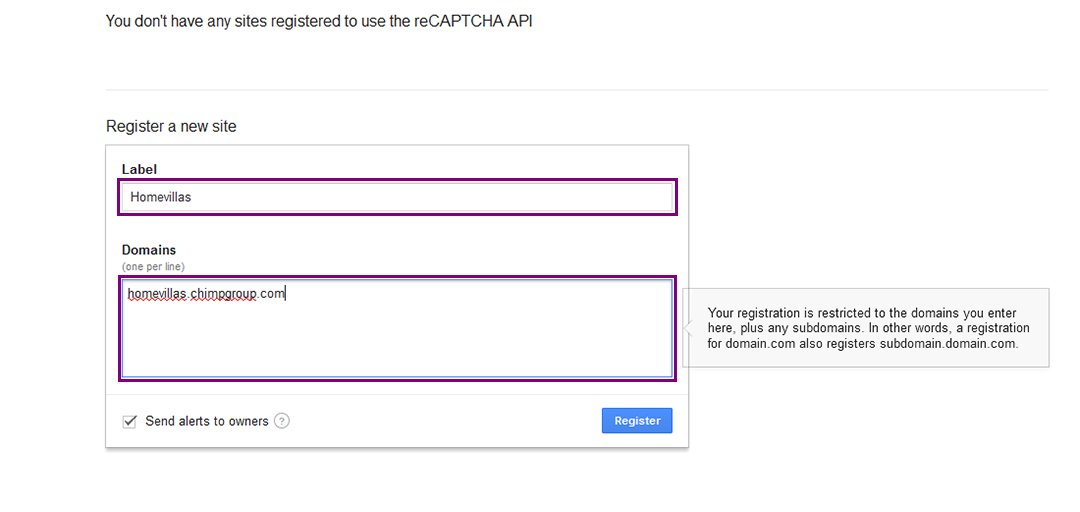 You don't have any sites registered to use the reCAPTCHA API
Register a new site
Label
Homevillas
Domains
(one per line)
homevillas.chimpgroup.com
Your registration is restricted to the domains you enter
here, plus any subdomains. In other words, a registration
for domain.com also registers subdomain.domain.com.
Send alerts to owners ?
Register